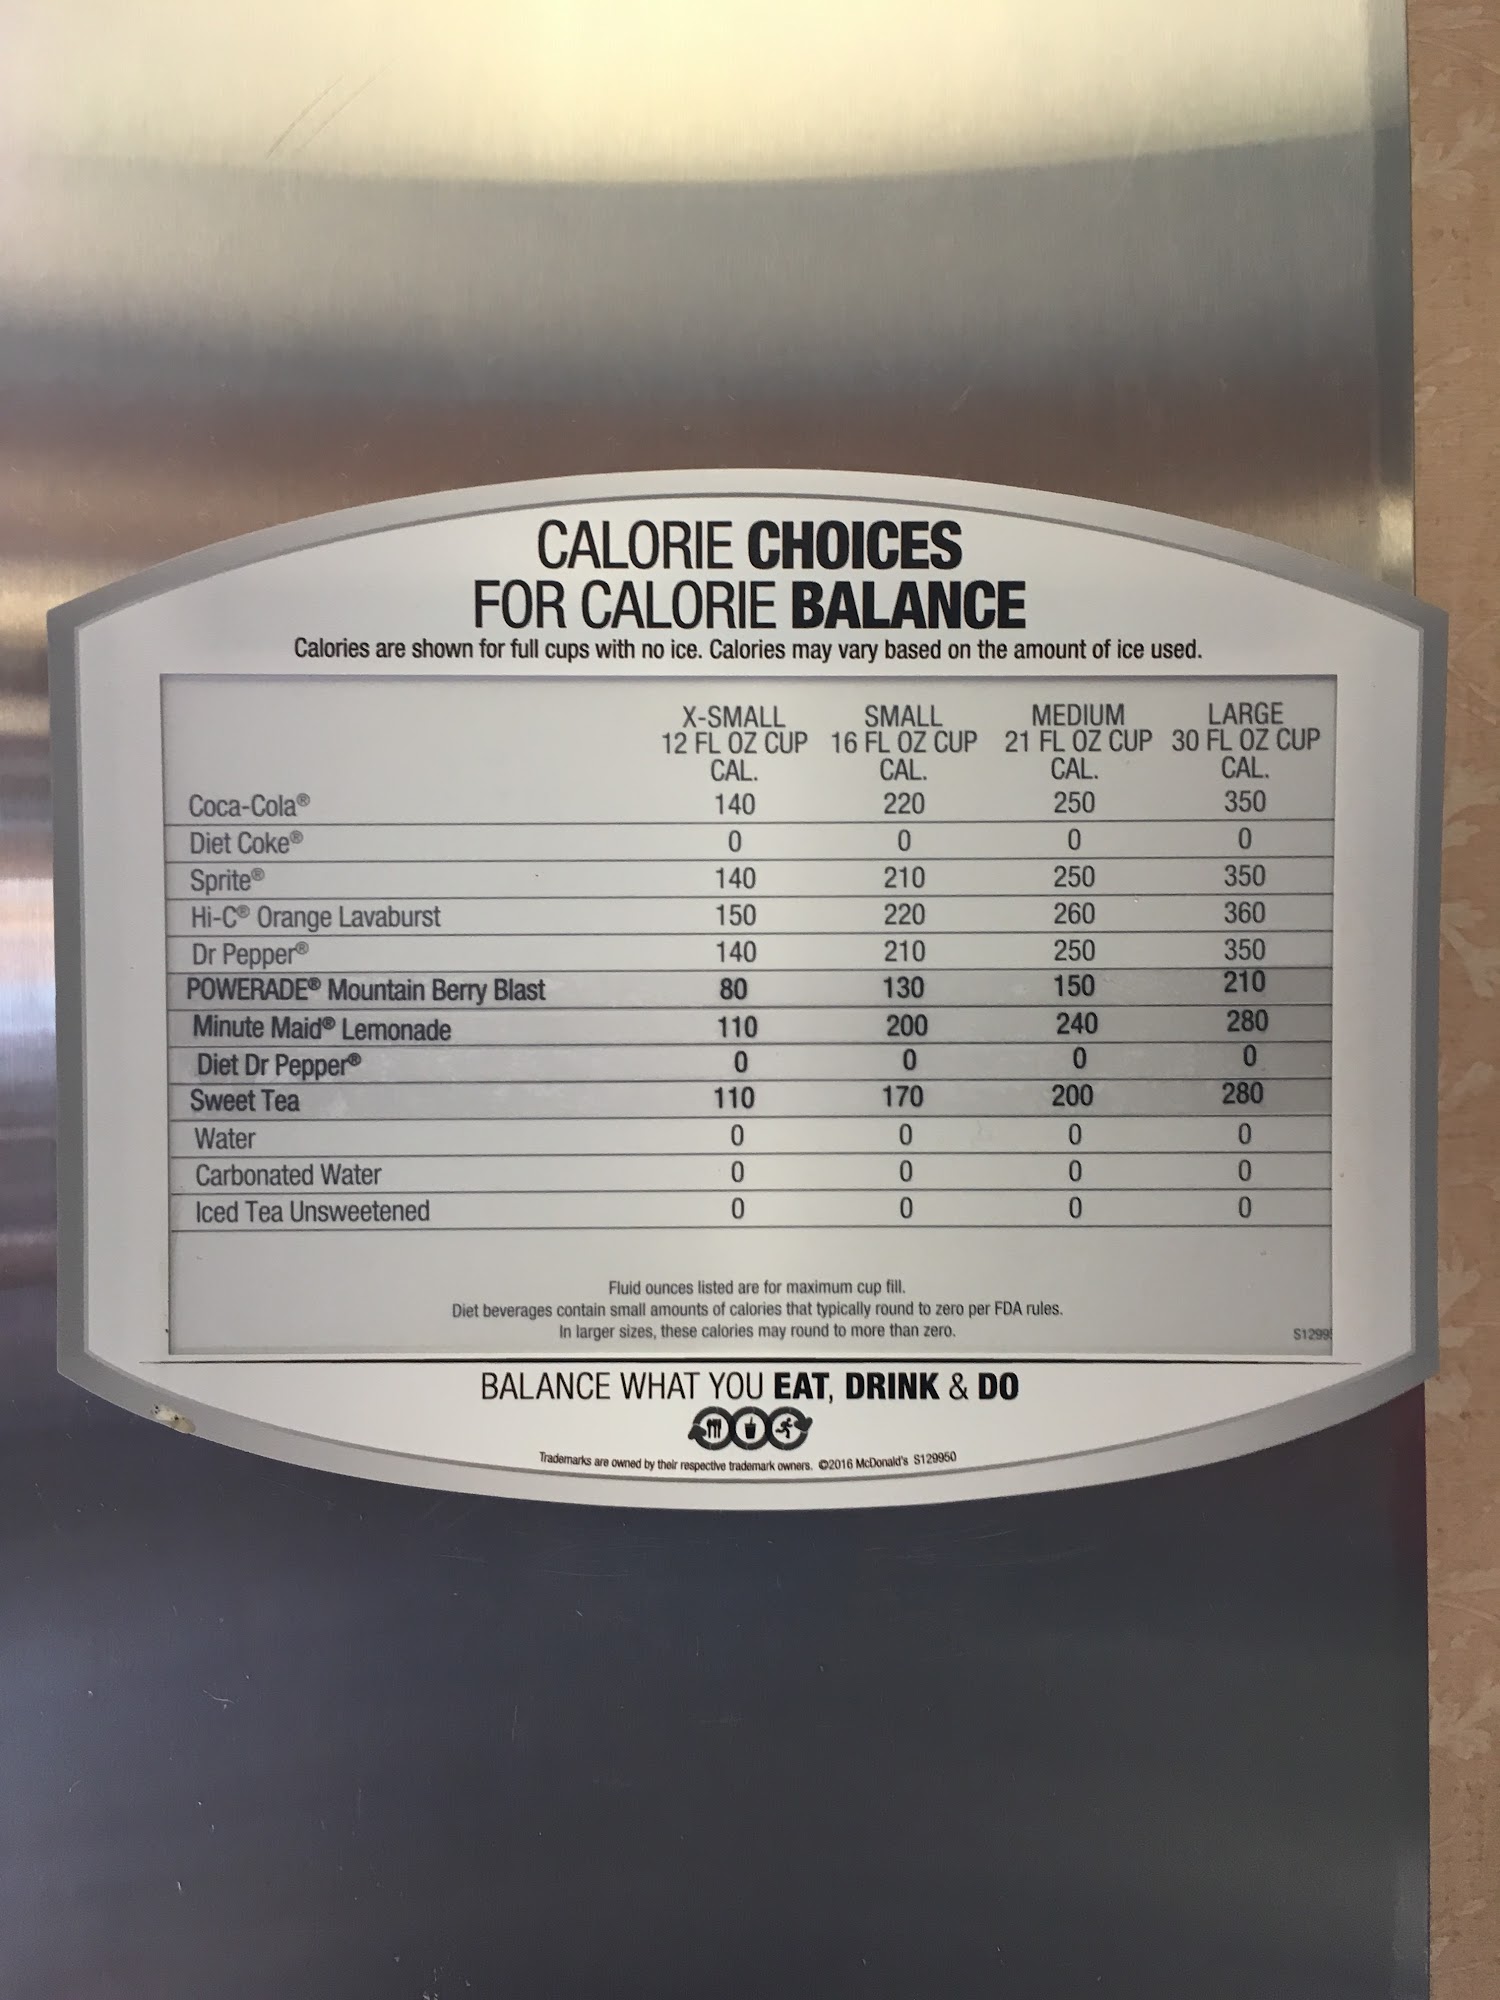 CALORIE CHOICES
FOR CALORIE BALANCE
Calories are shown for full cups with no ice. Calories may vary based on the amount of ice used.
X-SMALL SMALL MEDIUM LARGE
12 FL OZ CUP 16 FL OZ CUP 21 FL OZ CUP 30 FL OZ CUP
CAL. CAL. CAL. CAL.
Coca-Cola® 140 220 250 350
Diet Coke® 0 0 0 0
Sprite® 140 210 250 350
Hi-C® Orange Lavaburst 150 220 260 360
Dr Pepper® 140 210 250 350
POWERADE® Mountain Berry Blast 80 130 150 210
Minute Maid® Lemonade 110 200 240 280
Diet Dr Pepper® 0 0 0 0
Sweet Tea 110 170 200 280
Water 0 0 0 0
Carbonated Water 0 0 0 0
Iced Tea Unsweetened 0 0 0 0
Fluid ounces listed are for maximum cup fill.
Diet beverages contain small amounts of calories that typically round to zero per FDA rules.
In larger sizes, these calories may round to more than zero.
S1299
BALANCE WHAT YOU EAT, DRINK & DO
Trademarks are owned by their respective trademark owners. ©2016 McDonald's S129950